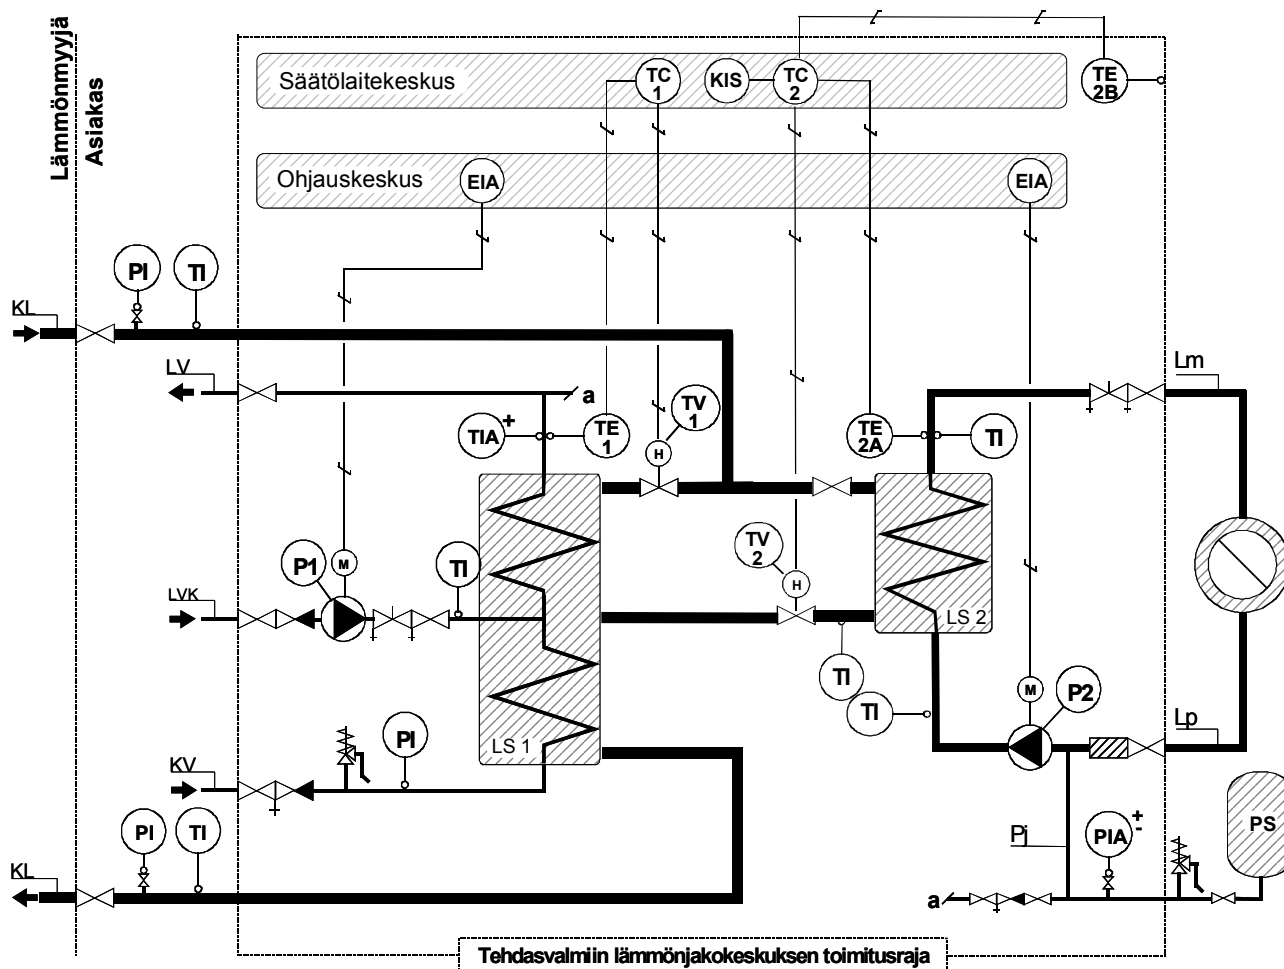 Lämmönmyyjä
Asiakas
Säätölaitekeskus
TC
1
KIS
TC
2
TE
2B
Ohjauskeskus
EIA
EIA
PI
TI
KL
LV
a
Lm
TIA
+
TE
1
TV
1
TE
2A
TI
H
TV
2
H
P1
M
TI
LVK
LS 2
TI
TI
M
P2
Lp
LS 1
PI
KV
PI
TI
KL
Pj
PIA
+
-
PS
a
Tehdasvalmiin lämmönjakokeskuksen toimitusraja